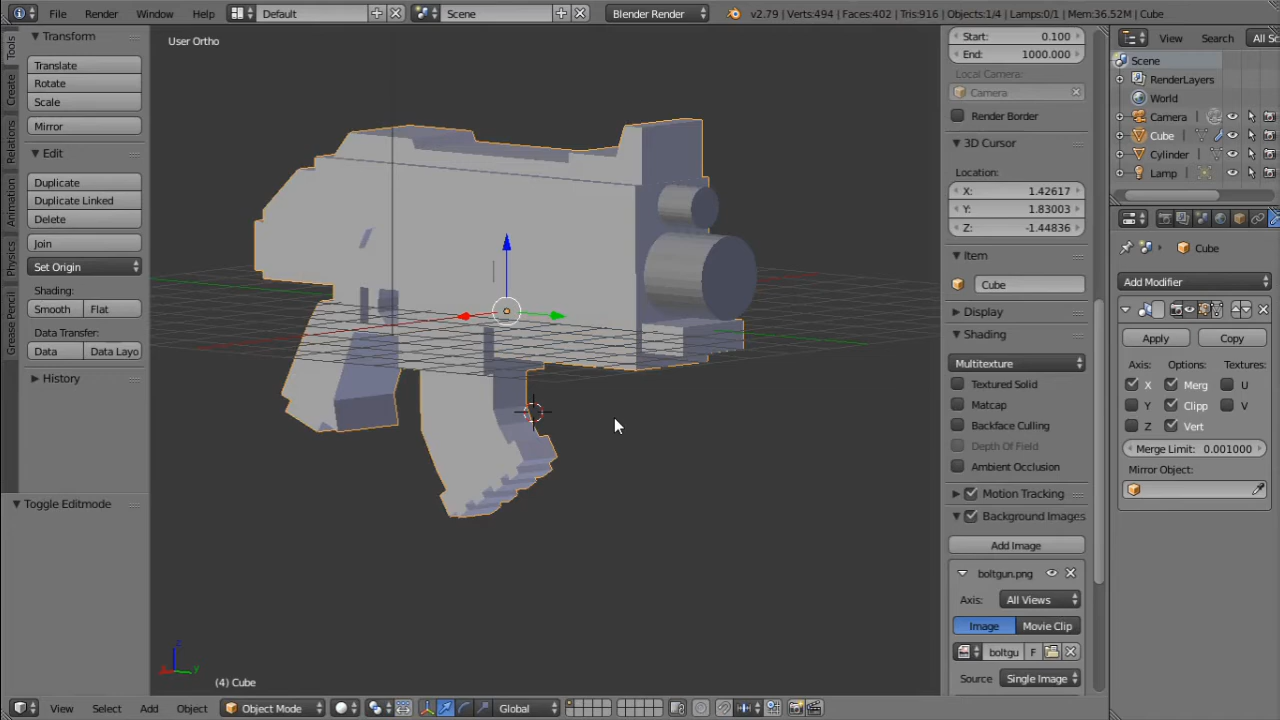 File Render Window Help Default Scene Blender Render v2.79 | Verts:494 | Faces:402 | Tris:916 | Objects:1/4 | Lamps:0/1 | Mem:36.52M | Cube
Tools
Create
Relations
Animation
Physics
Grease Pencil
Transform
Translate
Rotate
Scale
Mirror
Edit
Duplicate
Duplicate Linked
Delete
Join
Set Origin
Shading:
Smooth Flat
Data Transfer:
Data Data Layo
History
Toggle Editmode
User Ortho
(4) Cube
Start: 0.100
End: 1000.000
Local Camera:
Camera
Render Border
3D Cursor
Location:
X: 1.42617
Y: 1.83003
Z: -1.44836
Item
Cube
Display
Shading
Multitexture
Textured Solid
Matcap
Backface Culling
Depth Of Field
Ambient Occlusion
Motion Tracking
Background Images
Add Image
boltgun.png
Axis: All Views
Image Movie Clip
boltgu F
Source Single Image
View Search All Sc
Scene
RenderLayers
World
Camera
Cube
Cylinder
Lamp
Cube
Add Modifier
Apply Copy
Axis: Options: Textures:
X Merg U
Y Clipp V
Z Vert
Merge Limit: 0.001000
Mirror Object:
View Select Add Object Object Mode Global